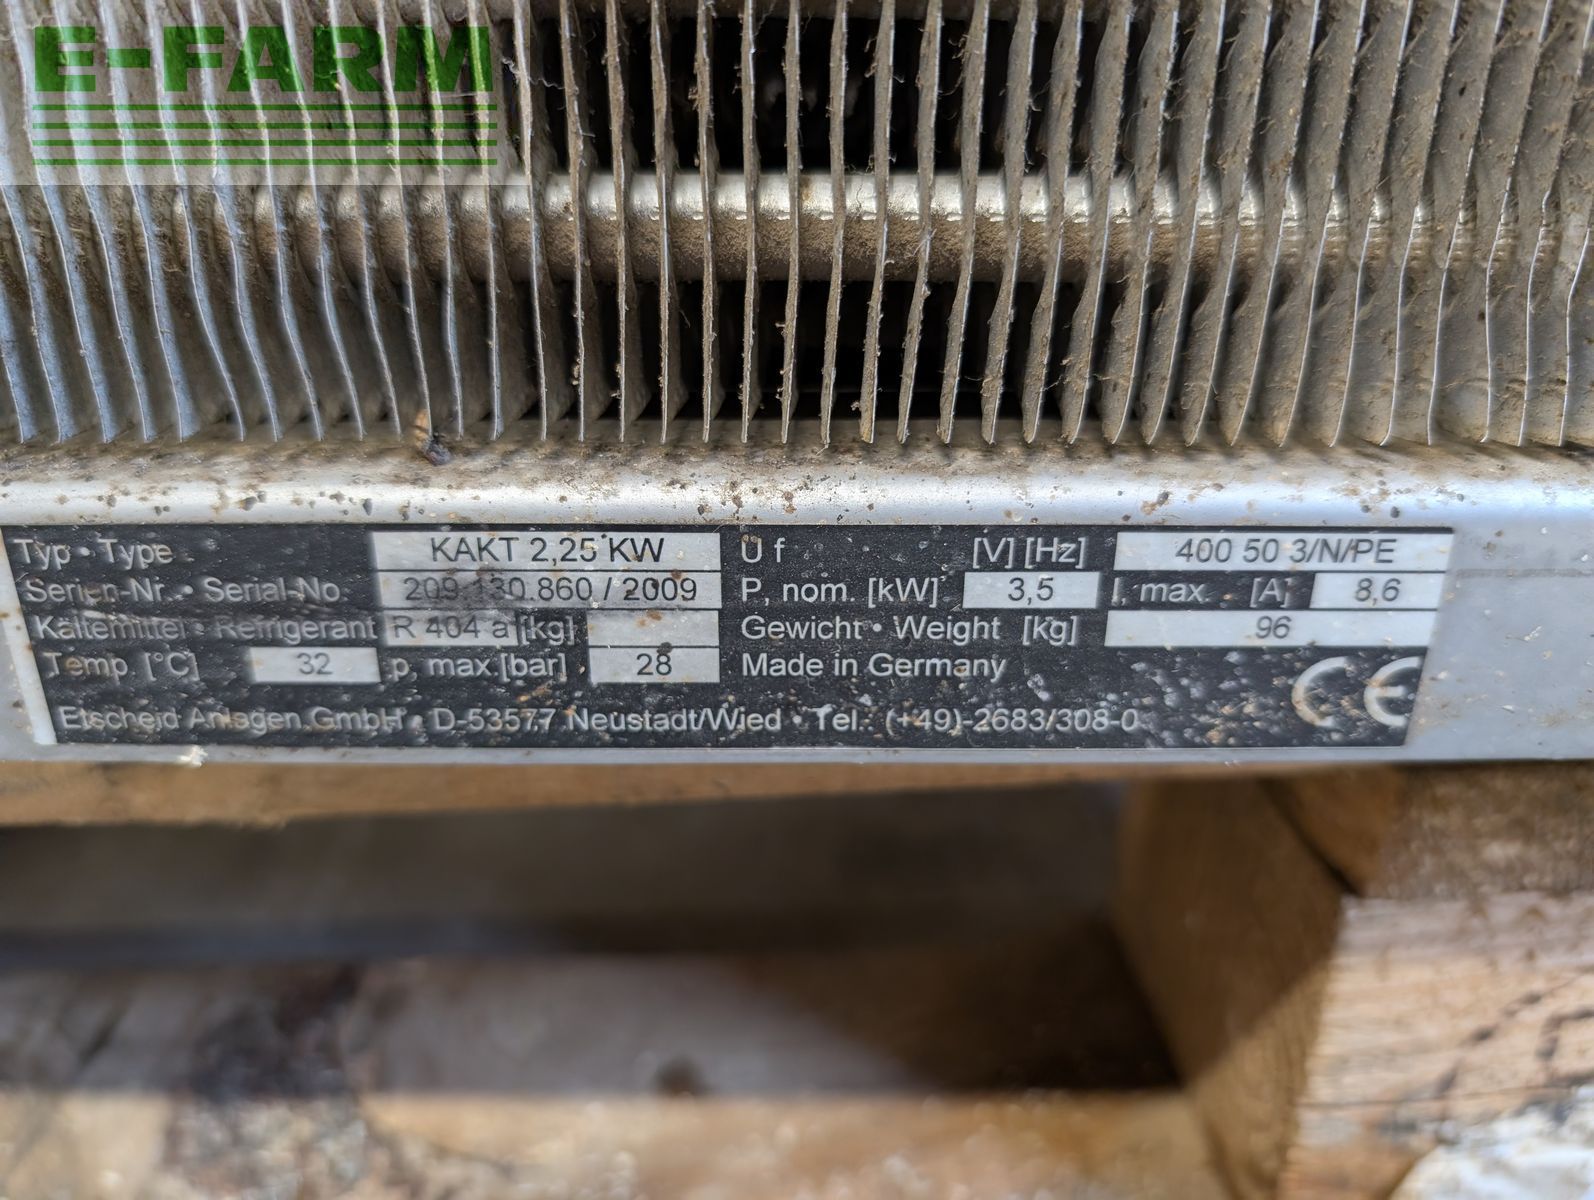 E-FARM
Typ • Type KAKT 2,25 KW U f [V] [Hz] 400 50 3/N/PE
Serien-Nr. • Serial-No. 209.130.860 / 2009 P, nom. [kW] 3,5 I, max. [A] 8,6
Kältemittel • Refrigerant R 404 a [kg] Gewicht • Weight [kg] 96
Temp. [°C] 32 p, max.[bar] 28 Made in Germany
CE
Etscheid Anlagen GmbH • D-53577 Neustadt/Wied • Tel.: (+49)-2683/308-0